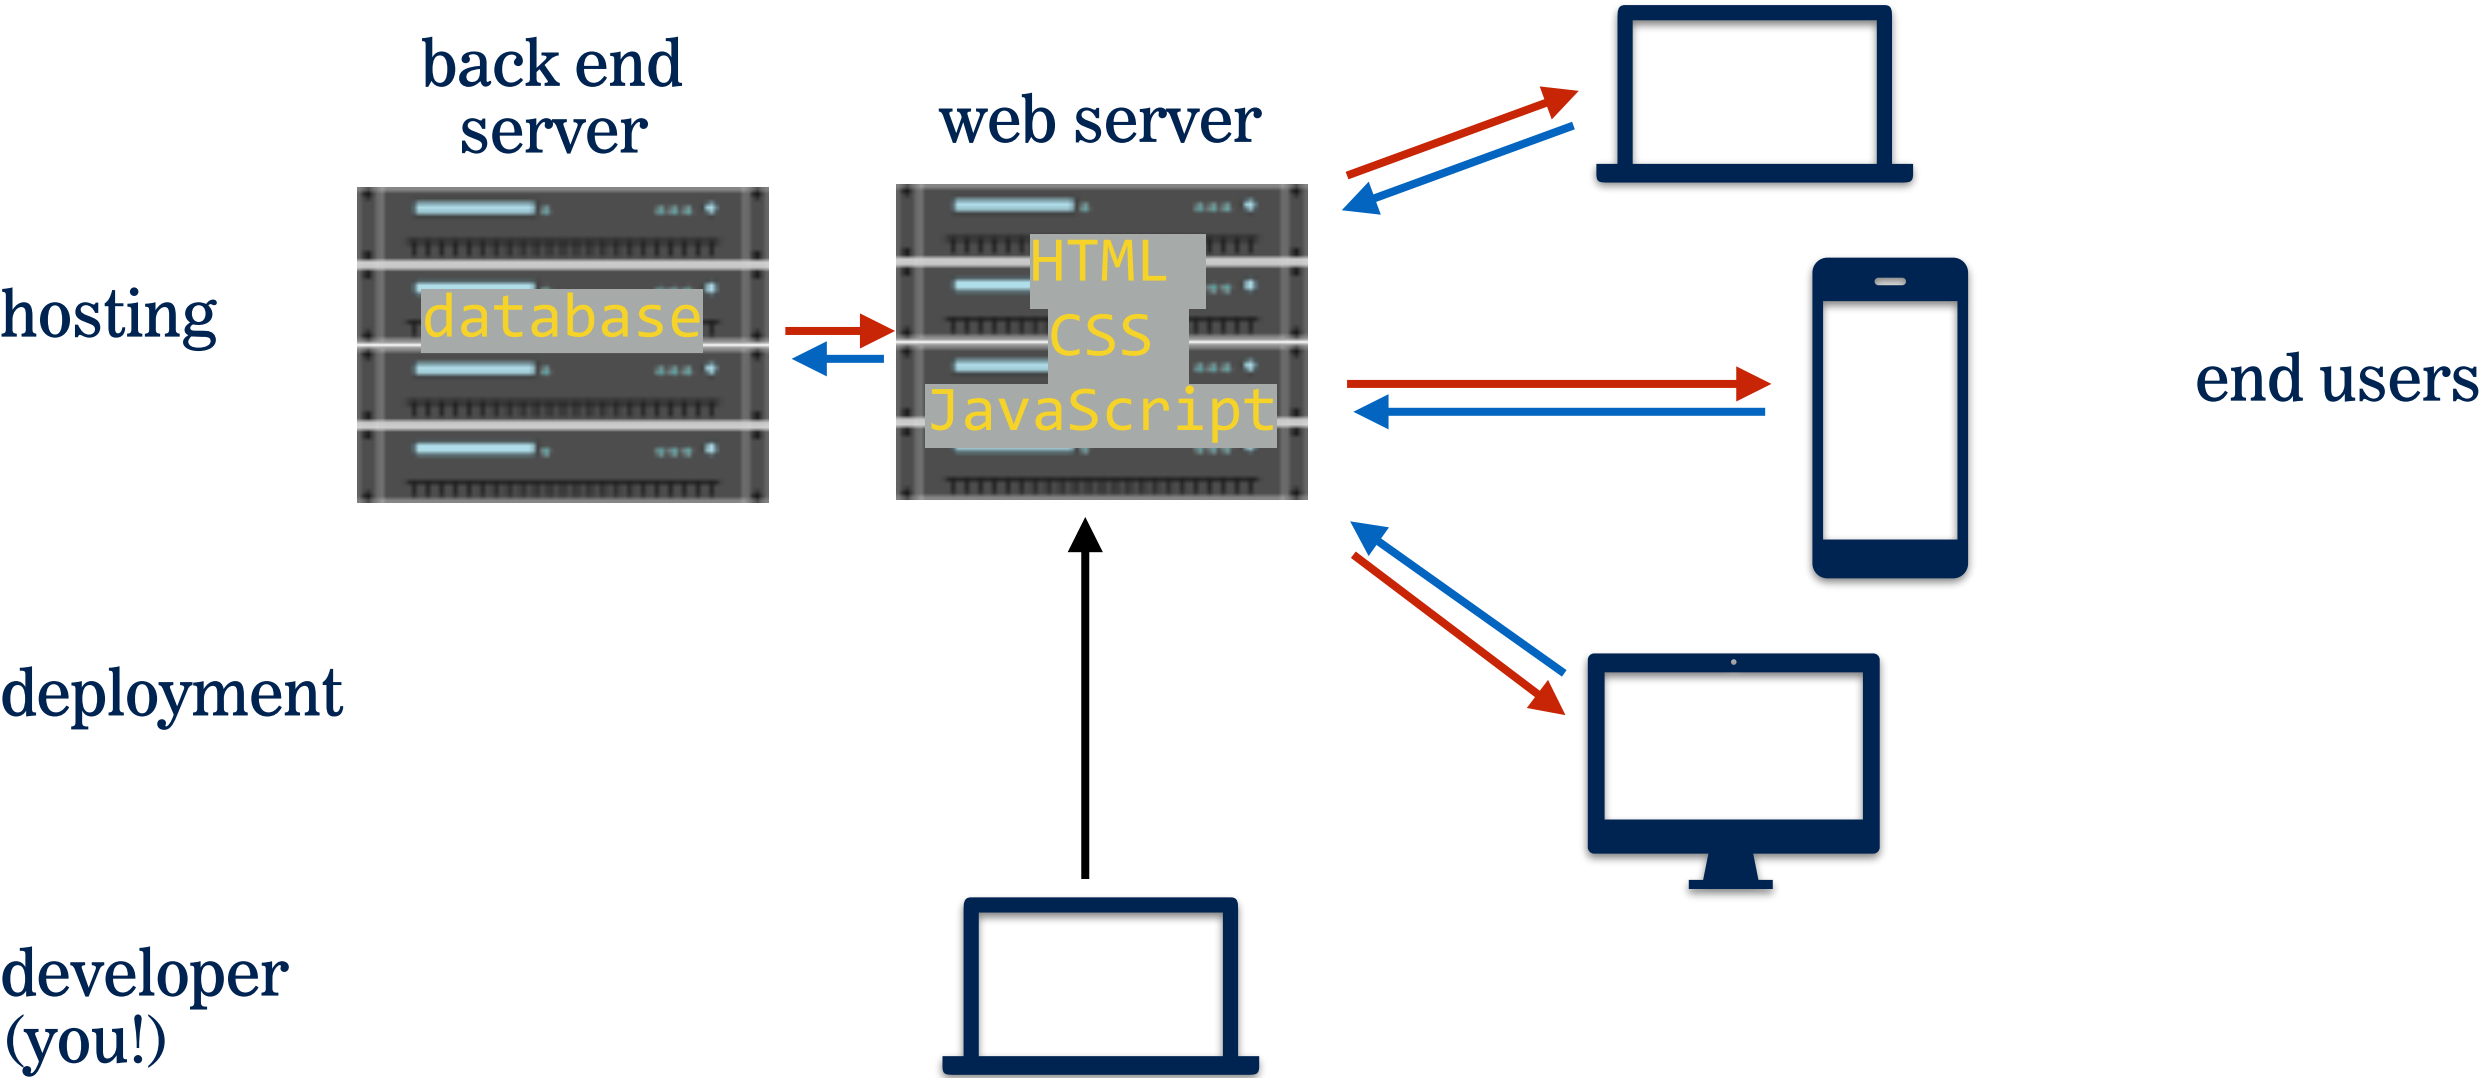 back end
server
web server
hosting
database
HTML
CSS
JavaScript
end users
deployment
developer
(you!)